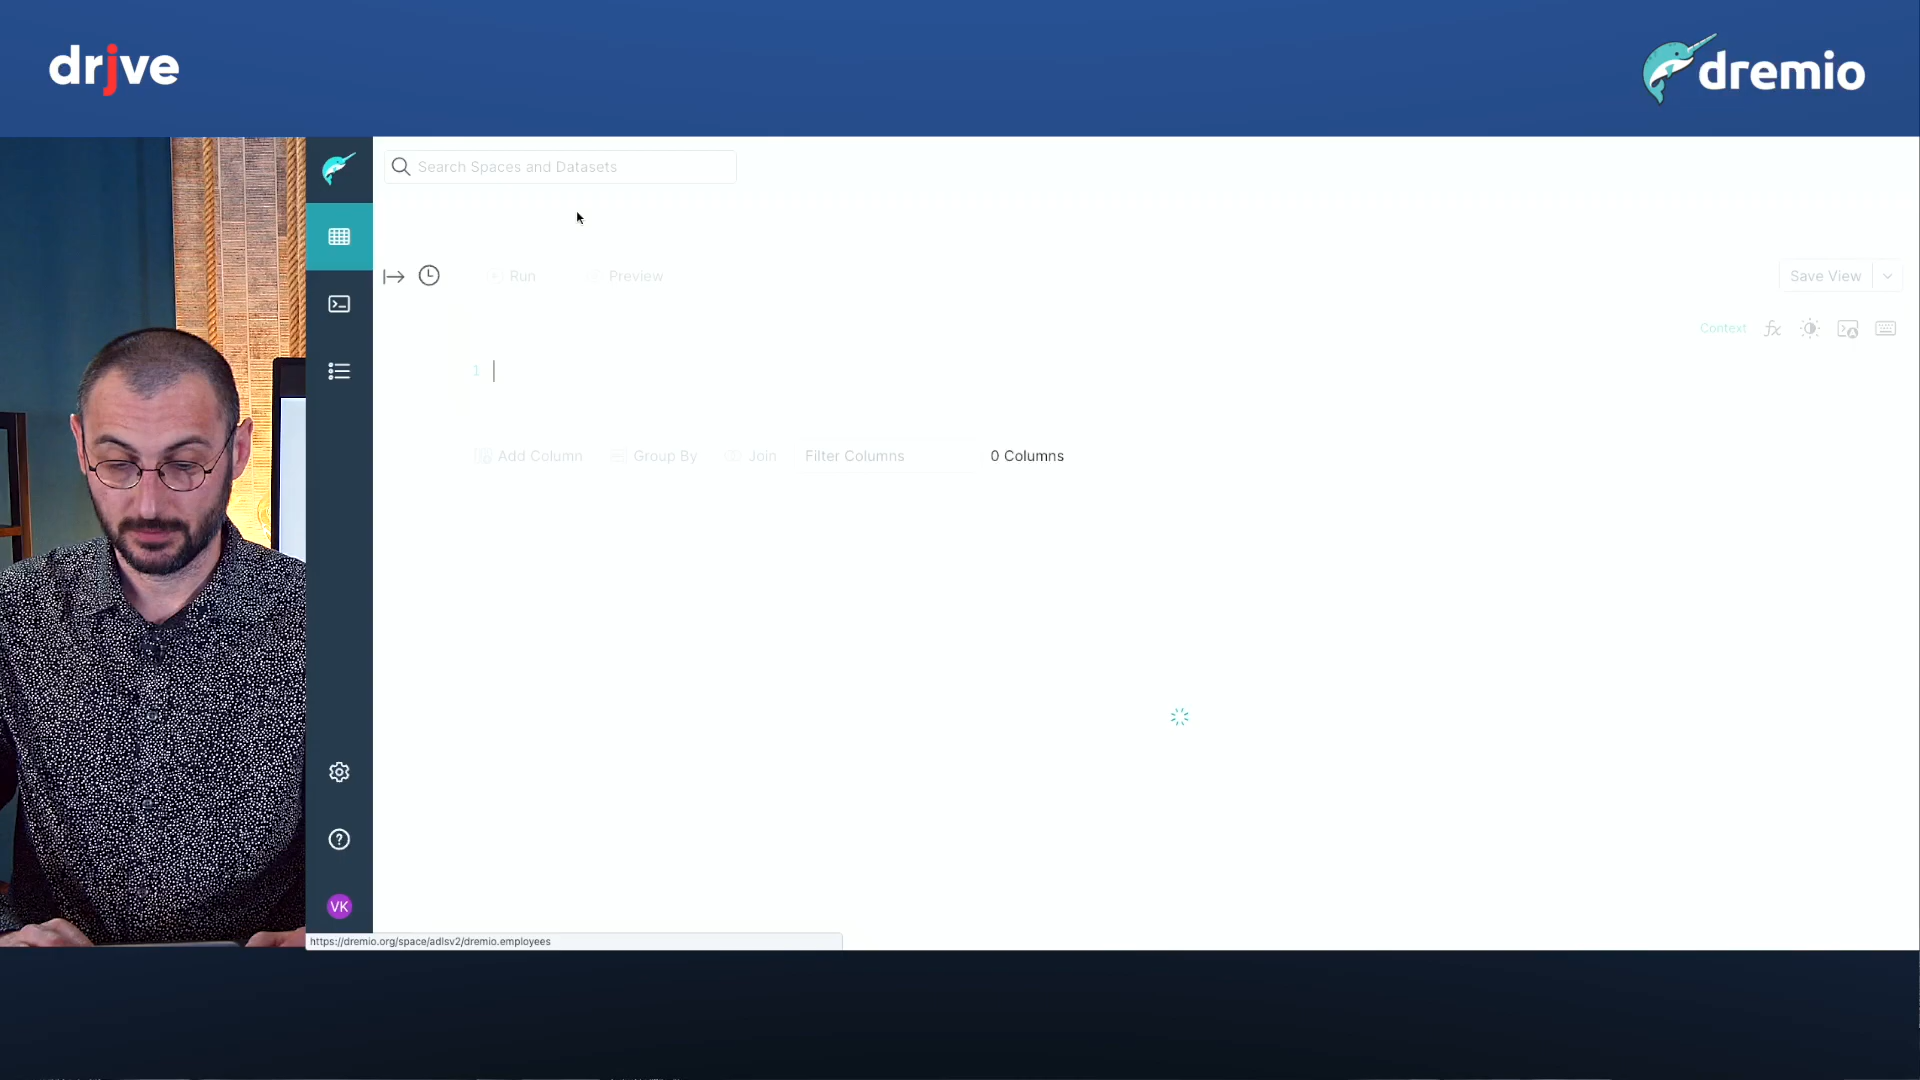 drjve
dremio
Search Spaces and Datasets
Run
Preview
Save View
Context
1
Add Column
Group By
Join
Filter Columns
0 Columns
VK
https://dremio.org/space/adlsv2/dremio.employees